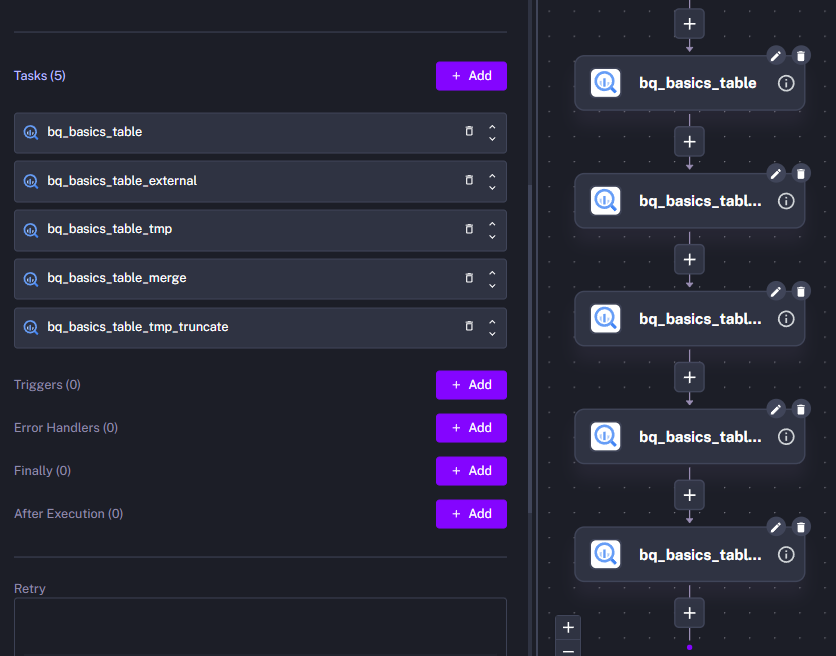 Tasks (5)
+ Add
bq_basics_table
bq_basics_table_external
bq_basics_table_tmp
bq_basics_table_merge
bq_basics_table_tmp_truncate
Triggers (0)
+ Add
Error Handlers (0)
+ Add
Finally (0)
+ Add
After Execution (0)
+ Add
Retry
bq_basics_table
bq_basics_tabl...
bq_basics_tabl...
bq_basics_tabl...
bq_basics_tabl...